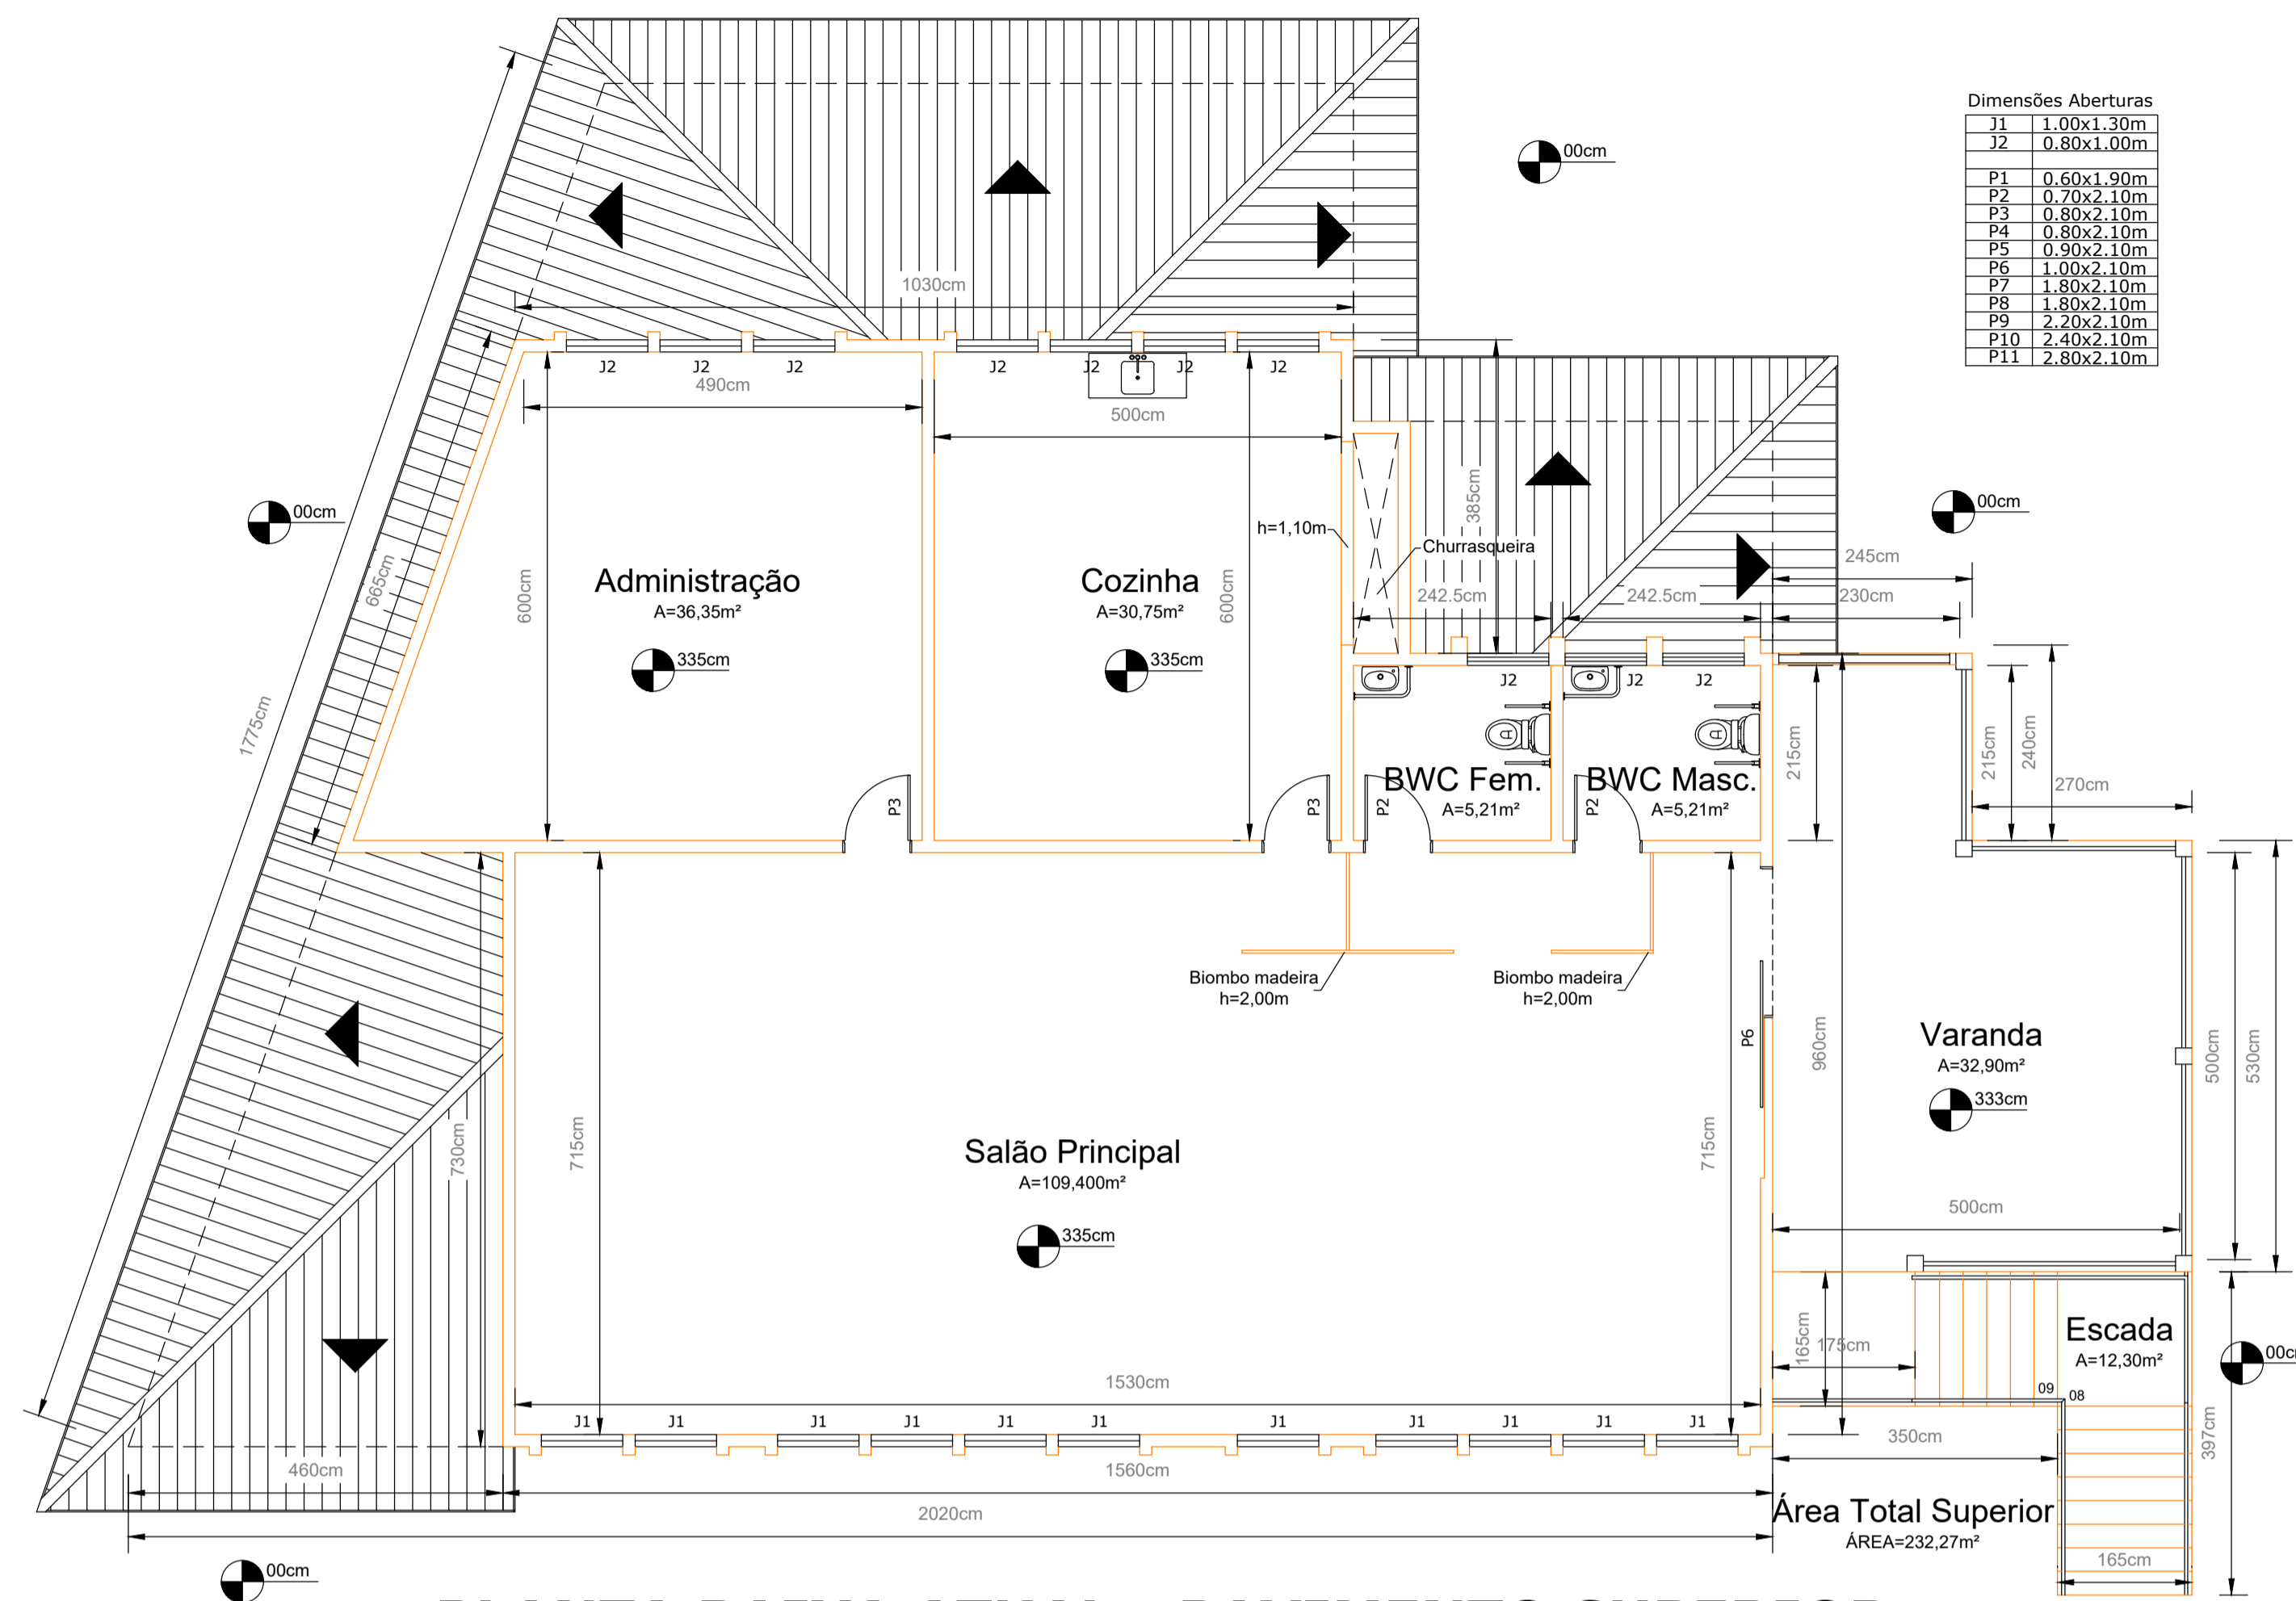 Dimensões Aberturas
J1 1.00x1.30m
J2 0.80x1.00m
P1 0.60x1.90m
P2 0.70x2.10m
P3 0.80x2.10m
P4 0.80x2.10m
P5 0.90x2.10m
P6 1.00x2.10m
P7 1.80x2.10m
P8 1.80x2.10m
P9 2.20x2.10m
P10 2.40x2.10m
P11 2.80x2.10m
00cm
1030cm
J2 J2 J2 J2 J2 J2 J2
490cm
500cm
00cm
00cm
385cm
h=1,10m
Churrasqueira
245cm
242.5cm
242.5cm
230cm
665cm
600cm
Administração
A=36,35m²
335cm
Cozinha
A=30,75m²
335cm
600cm
1775cm
J2 J2 J2
A
A
215cm
215cm
240cm
270cm
BWC Fem.
A=5,21m²
BWC Masc.
A=5,21m²
P3
P3
P2
P2
Biombo madeira
h=2,00m
Biombo madeira
h=2,00m
P6
960cm
Varanda
A=32,90m²
333cm
500cm
530cm
730cm
715cm
Salão Principal
A=109,400m²
335cm
715cm
500cm
165cm
175cm
Escada
A=12,30m²
09
08
1530cm
J1 J1 J1 J1 J1 J1 J1 J1 J1 J1 J1
350cm
397cm
460cm
1560cm
2020cm
Área Total Superior
ÁREA=232,27m²
165cm
00cm